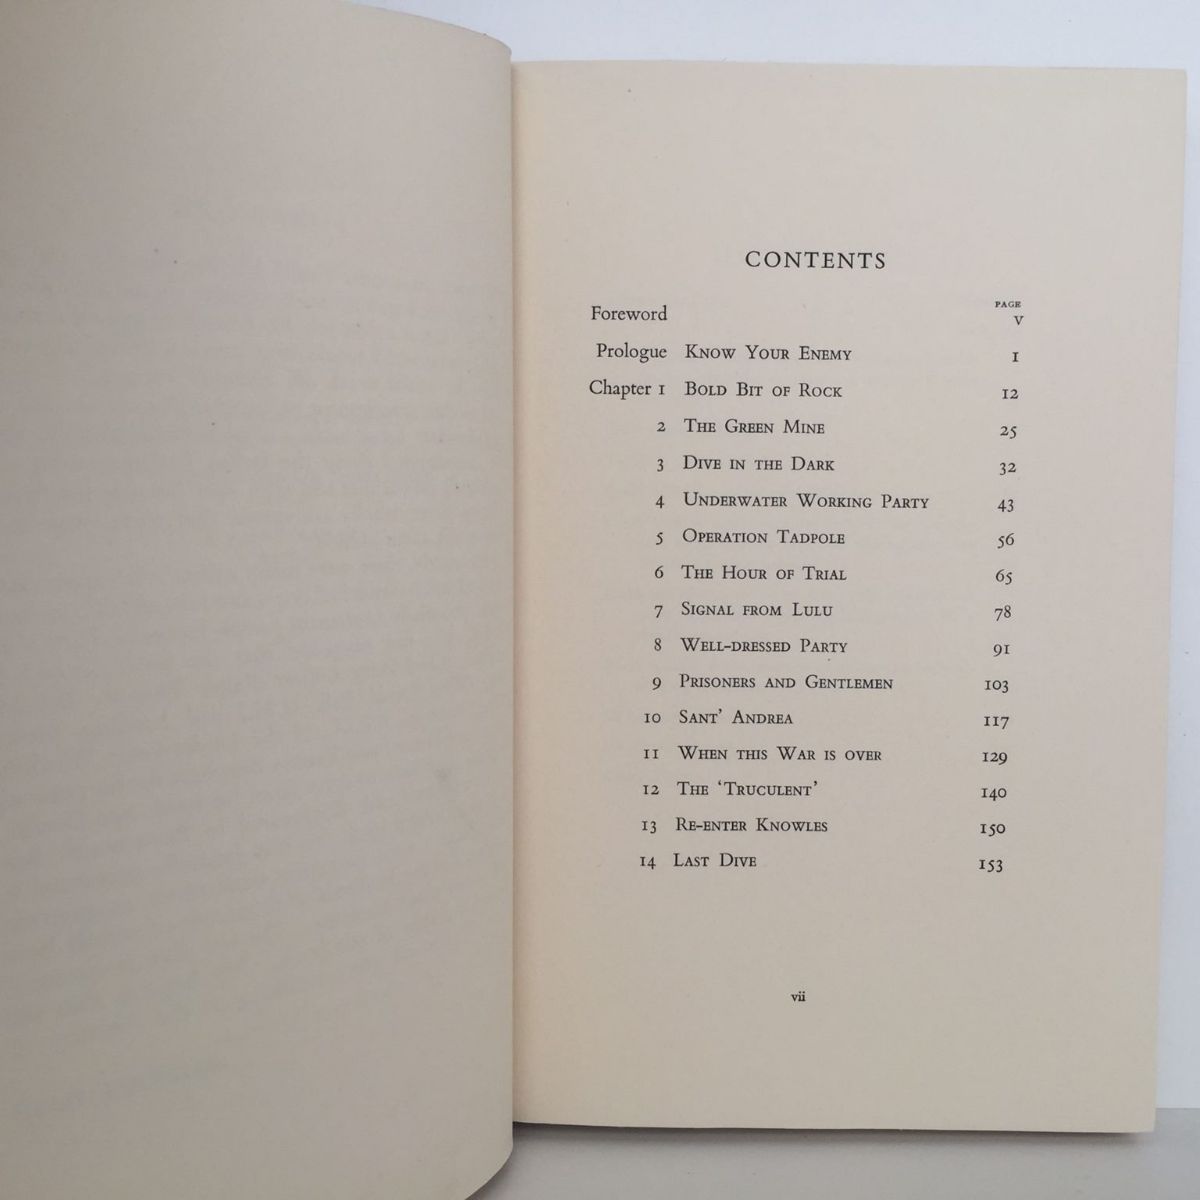 CONTENTS
PAGE
Foreword V
Prologue KNOW YOUR ENEMY 1
Chapter 1 BOLD BIT OF ROCK 12
2 THE GREEN MINE 25
3 DIVE IN THE DARK 32
4 UNDERWATER WORKING PARTY 43
5 OPERATION TADPOLE 56
6 THE HOUR OF TRIAL 65
7 SIGNAL FROM LULU 78
8 WELL-DRESSED PARTY 91
9 PRISONERS AND GENTLEMEN 103
10 SANT' ANDREA 117
11 WHEN THIS WAR IS OVER 129
12 THE 'TRUCULENT' 140
13 RE-ENTER KNOWLES 150
14 LAST DIVE 153
vii